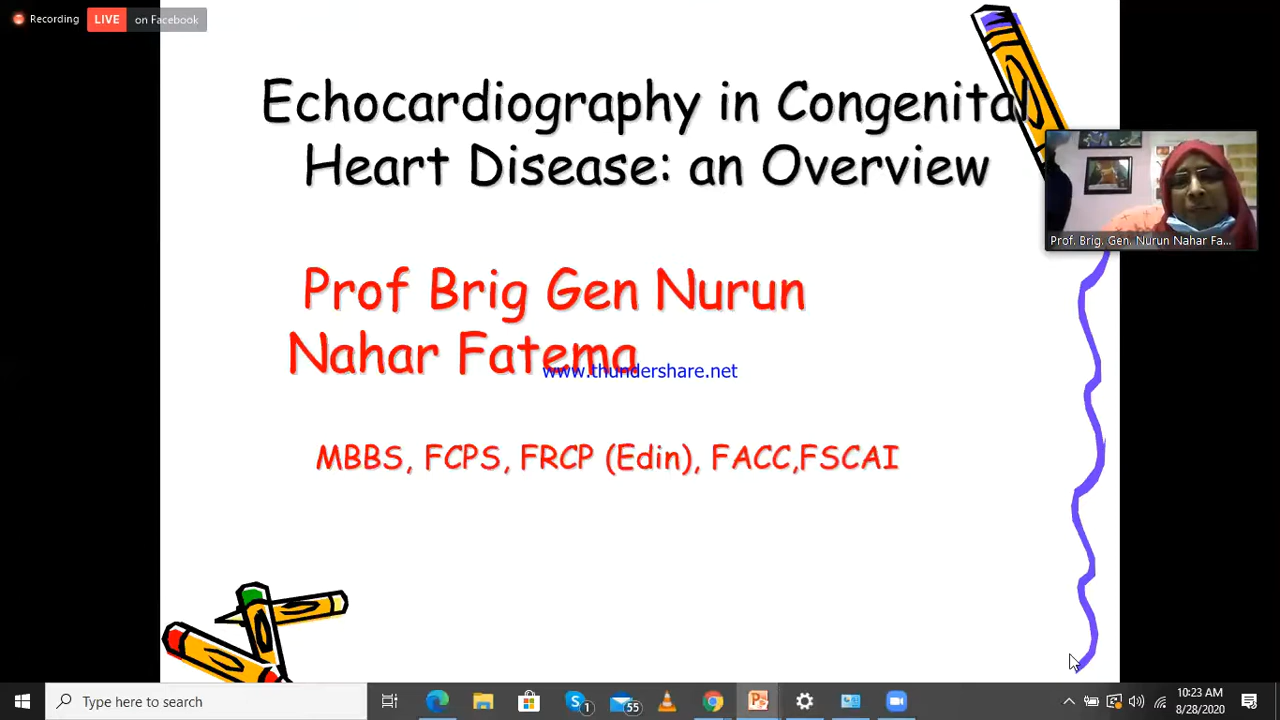 Recording
LIVE on Facebook
Echocardiography in Congenital
Heart Disease: an Overview
Prof. Brig. Gen. Nurun Nahar Fa...
Prof Brig Gen Nurun
Nahar Fatema
www.thundershare.net
MBBS, FCPS, FRCP (Edin), FACC,FSCAI
Type here to search
1
55
10:23 AM
8/28/2020